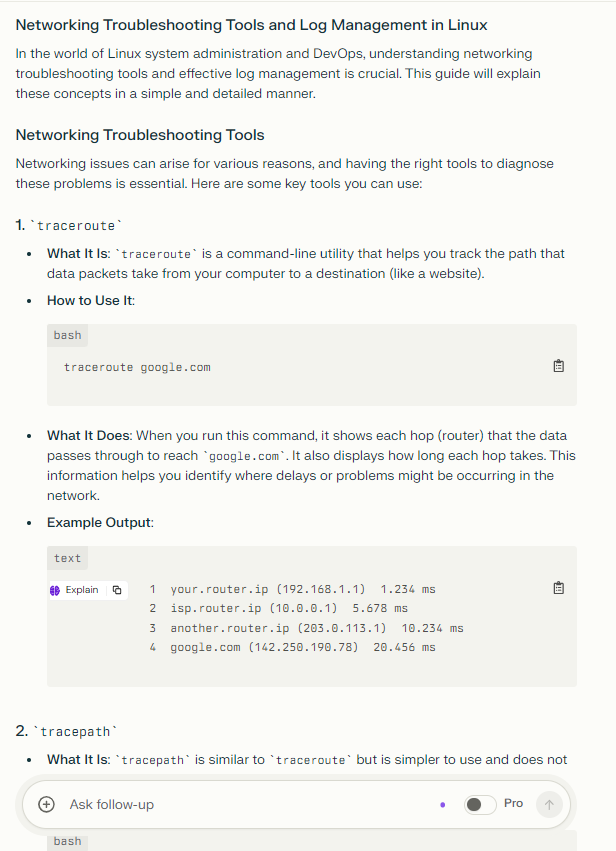 Networking Troubleshooting Tools and Log Management in Linux
In the world of Linux system administration and DevOps, understanding networking
troubleshooting tools and effective log management is crucial. This guide will explain
these concepts in a simple and detailed manner.
Networking Troubleshooting Tools
Networking issues can arise for various reasons, and having the right tools to diagnose
these problems is essential. Here are some key tools you can use:
1. `traceroute`
• What It Is: `traceroute` is a command-line utility that helps you track the path that
data packets take from your computer to a destination (like a website).
• How to Use It:
bash
traceroute google.com
• What It Does: When you run this command, it shows each hop (router) that the data
passes through to reach `google.com`. It also displays how long each hop takes. This
information helps you identify where delays or problems might be occurring in the
network.
• Example Output:
text
Explain
1 your.router.ip (192.168.1.1) 1.234 ms
2 isp.router.ip (10.0.0.1) 5.678 ms
3 another.router.ip (203.0.113.1) 10.234 ms
4 google.com (142.250.190.78) 20.456 ms
2. `tracepath`
• What It Is: `tracepath` is similar to `traceroute` but is simpler to use and does not
Ask follow-up
Pro
bash